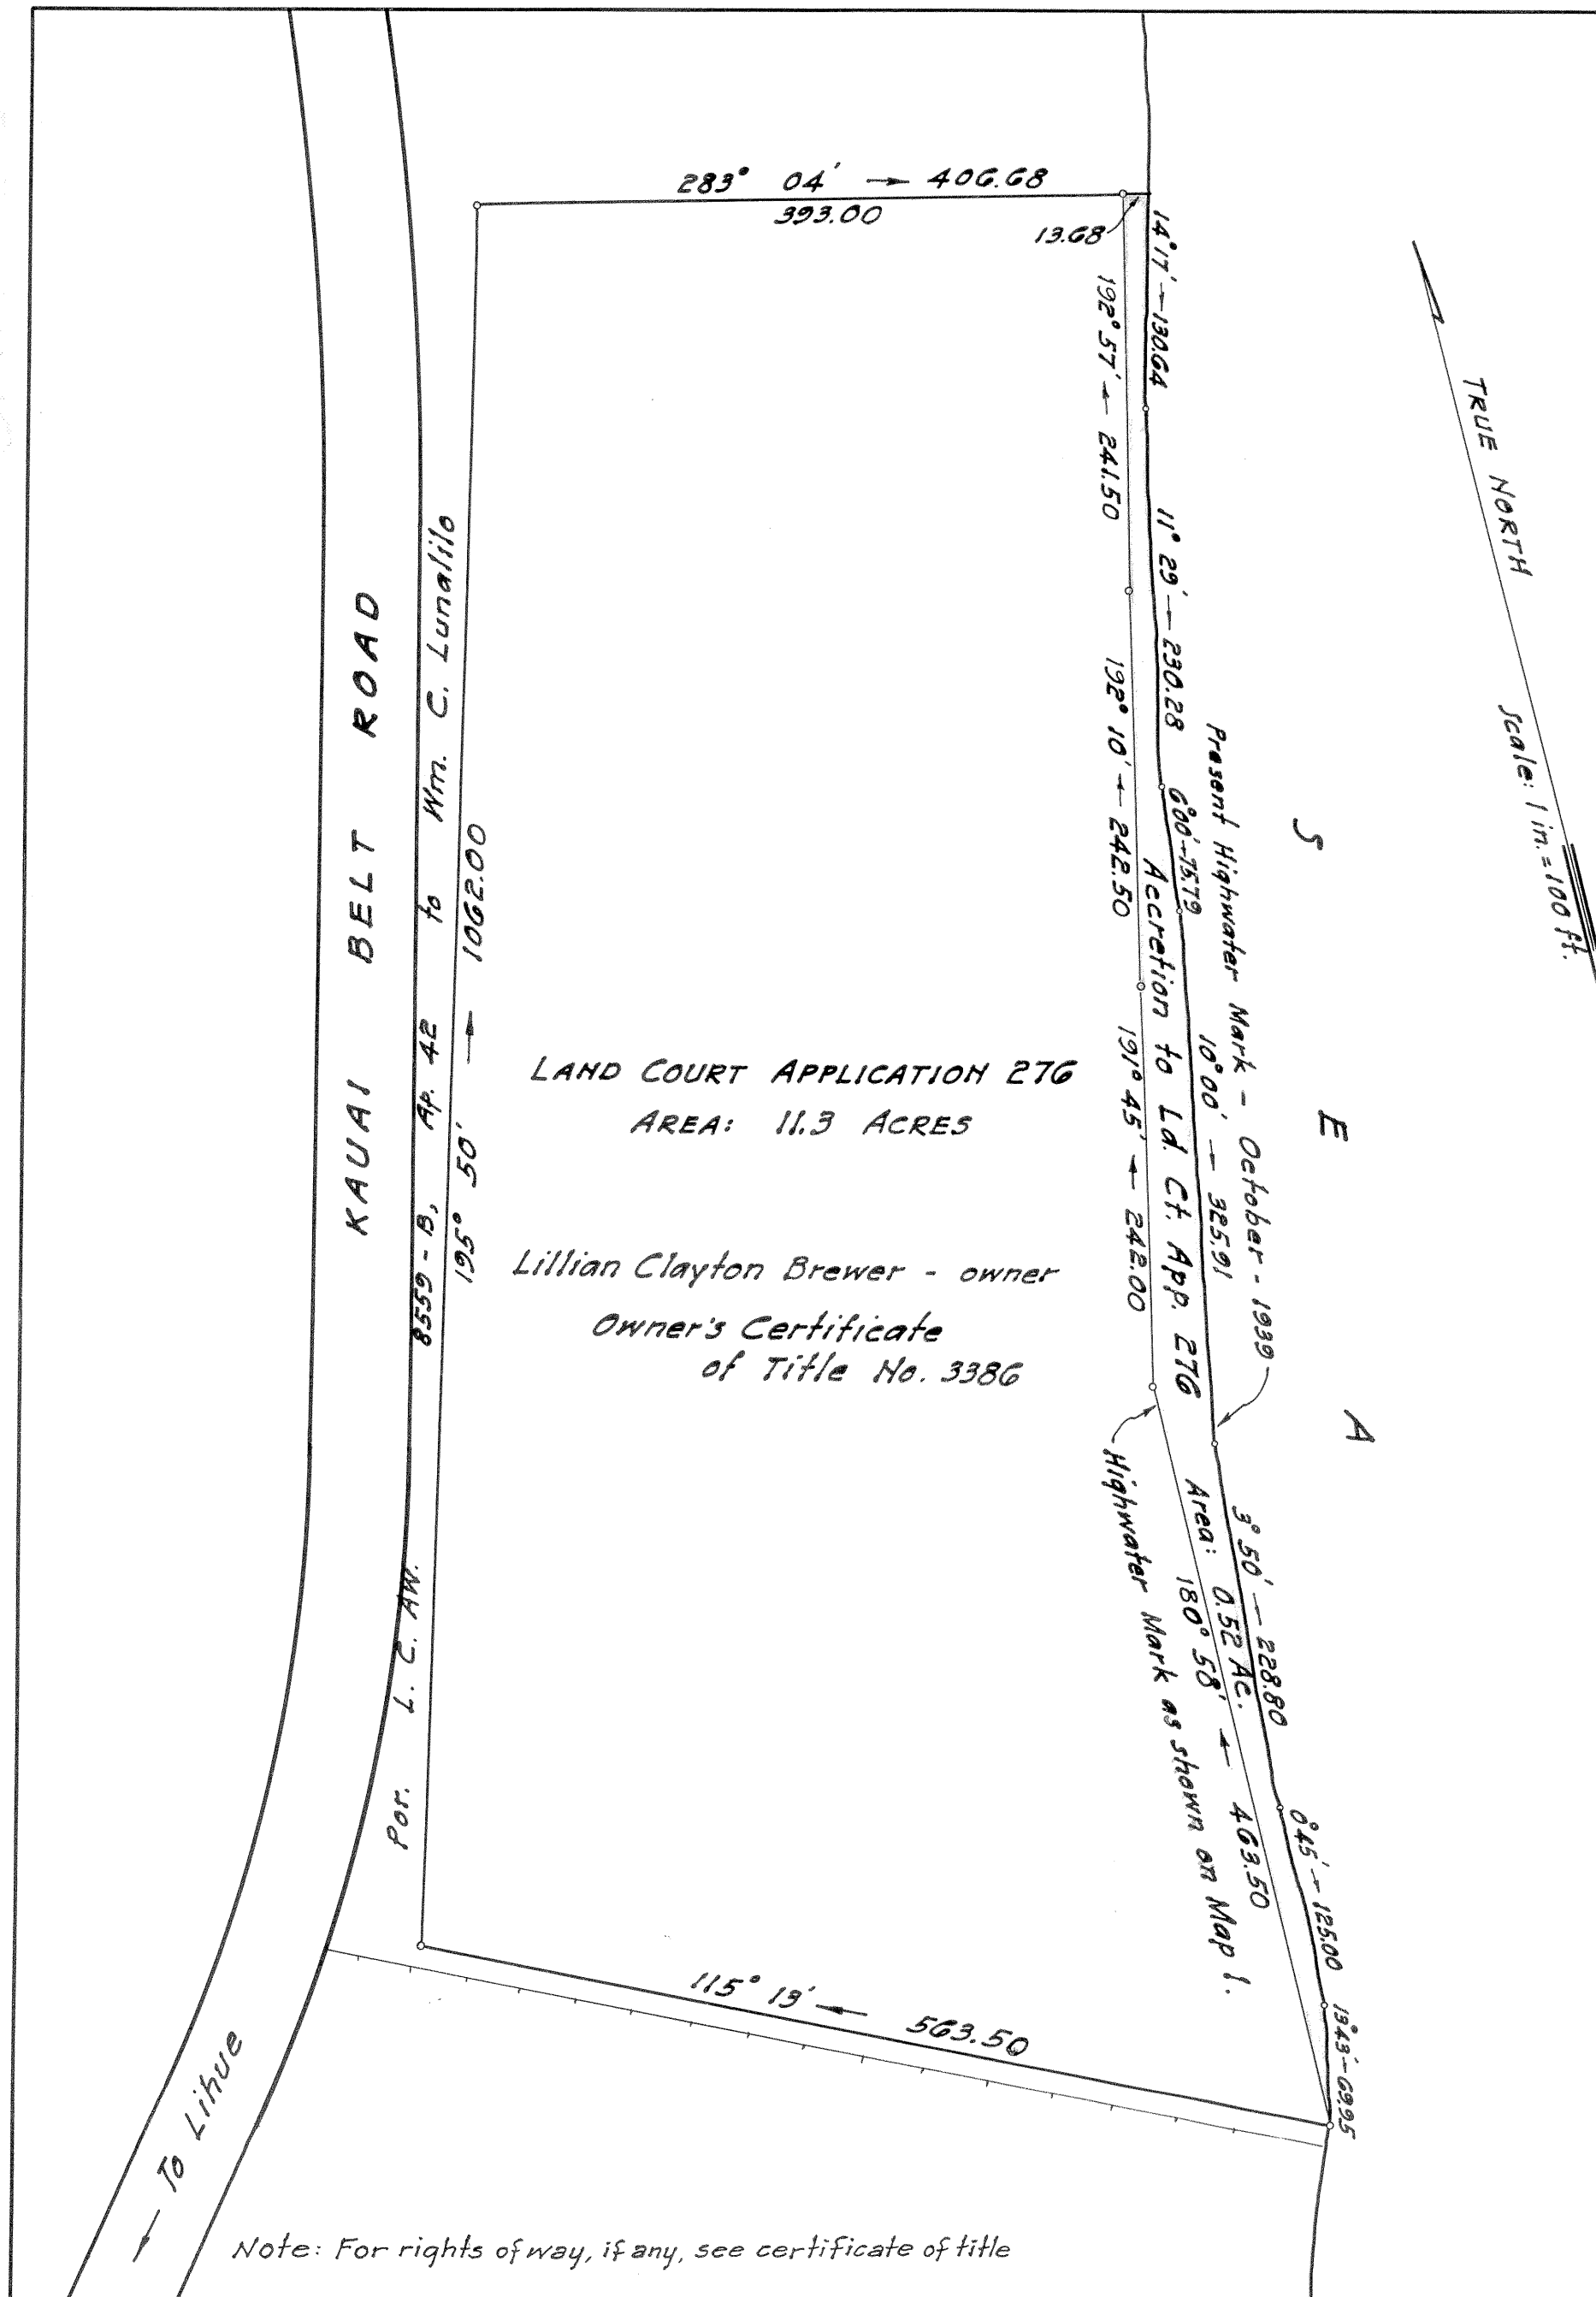 283° 04' → 406.68
393.00
13.68
14° 17' → 130.64
192° 57' ← 241.50
11° 29' → 230.28
192° 10' ← 242.50
6° 00' → 75.79
10° 00' → 325.91
191° 45' ← 242.00
Present Highwater Mark - October - 1939
Accretion to Ld. Ct. App. 276
Area: 0.52 Ac.
3° 50' → 228.80
180° 58' ← 463.50
Highwater Mark as shown on Map 1.
0° 45' → 125.00
13° 43' → 69.95
TRUE NORTH
Scale: 1 in. = 100 ft.
S E A
KAUAI BELT ROAD
Por. L. C. Aw. 8559 - B, Ap. 42 to Wm. C. Lunalilo
195° 50' → 1062.00
LAND COURT APPLICATION 276
AREA: 11.3 ACRES
Lillian Clayton Brewer - owner
Owner's Certificate
of Title No. 3386
115° 13' ← 563.50
← To Lihue
Note: For rights of way, if any, see certificate of title